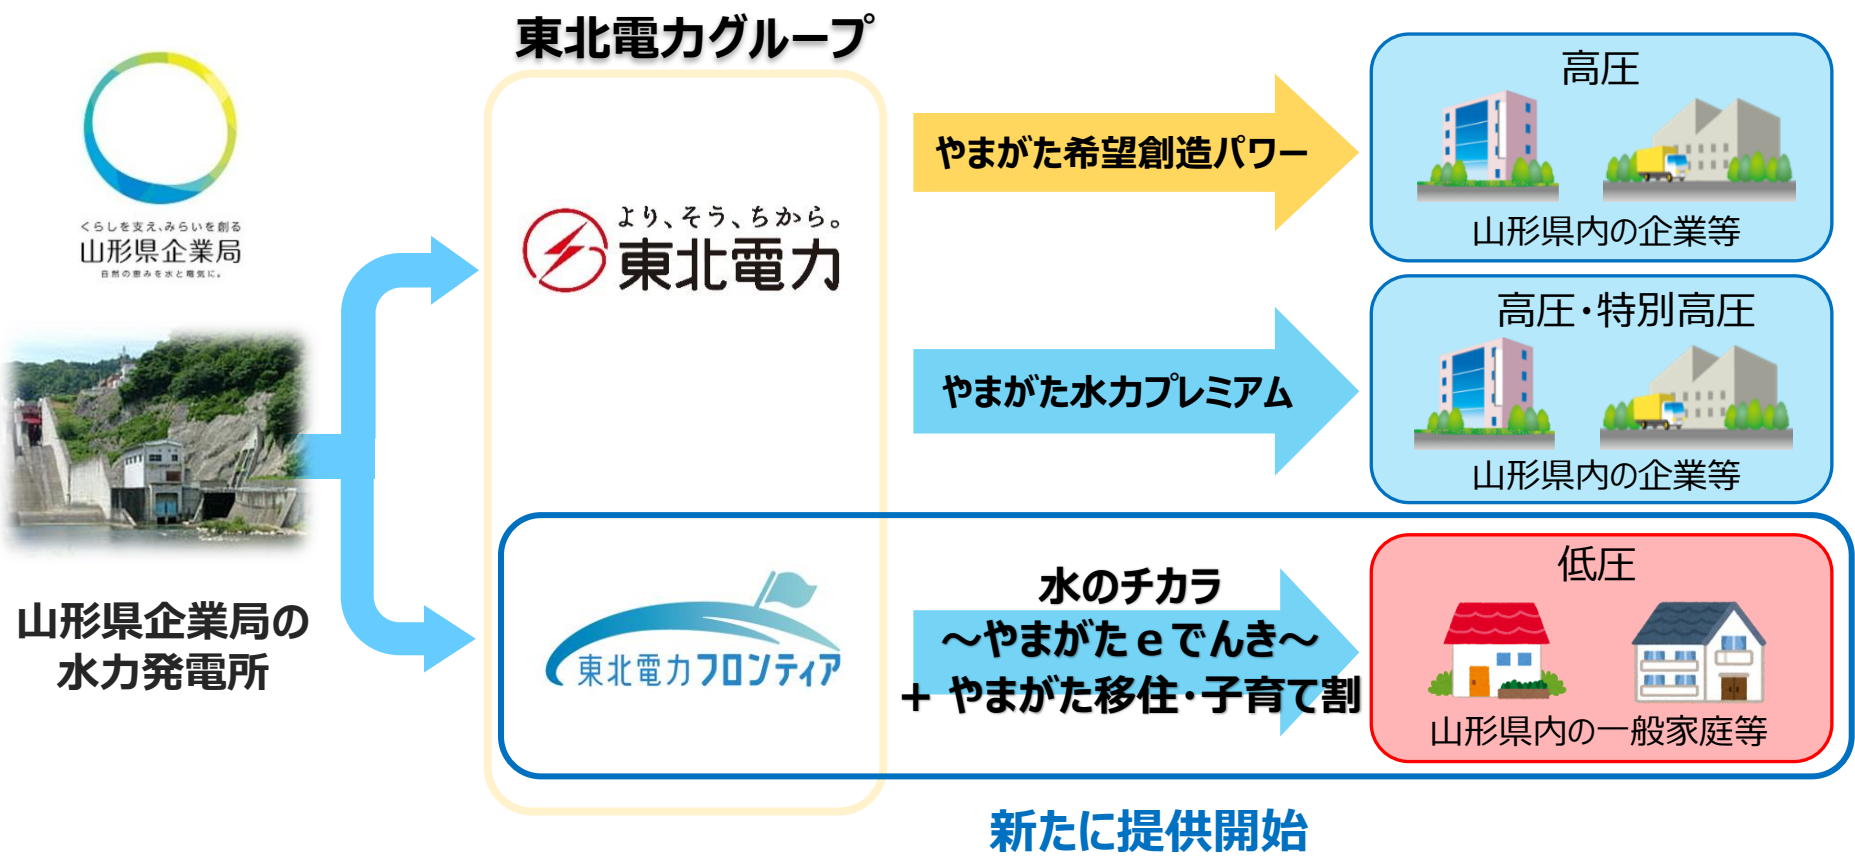 東北電力グループ
くらしを支え、みらいを創る
山形県企業局
自然の恵みを水と電気に。
山形県企業局の
水力発電所
より、そう、ちから。
東北電力
東北電力フロンティア
やまがた希望創造パワー
高圧
山形県内の企業等
やまがた水力プレミアム
高圧・特別高圧
山形県内の企業等
水のチカラ
～やまがたｅでんき～
+ やまがた移住・子育て割
低圧
山形県内の一般家庭等
新たに提供開始